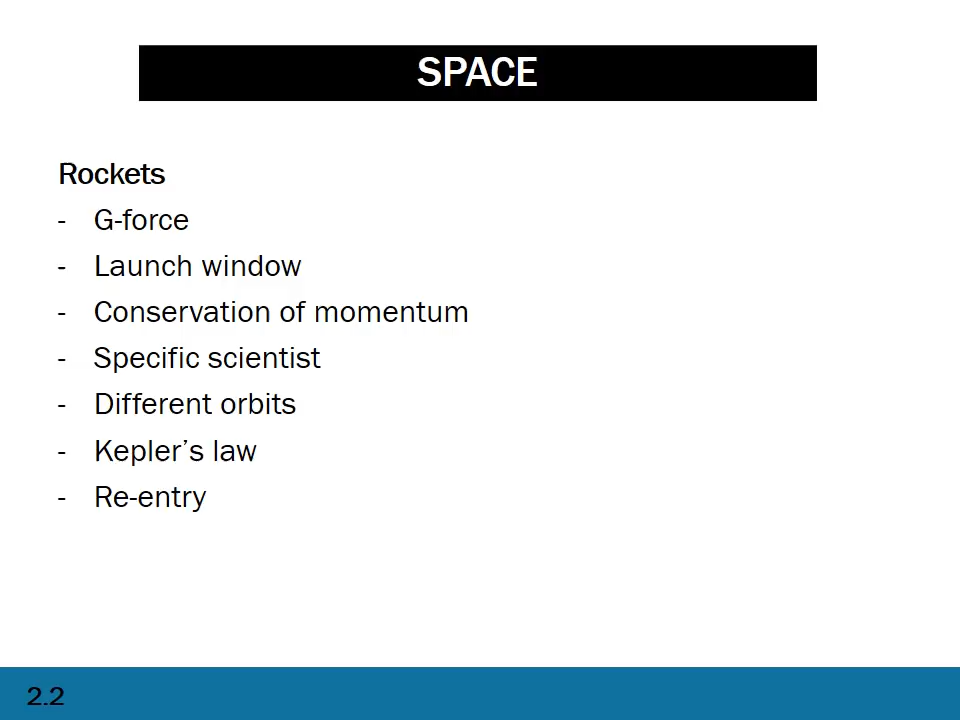 SPACE
Rockets
- G-force
- Launch window
- Conservation of momentum
- Specific scientist
- Different orbits
- Kepler’s law
- Re-entry
2.2